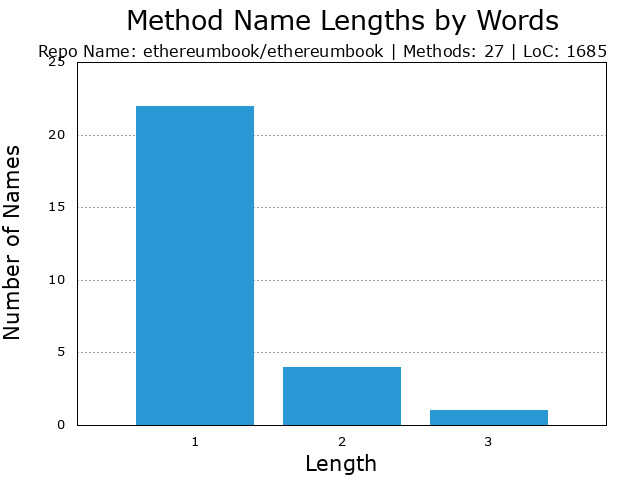 Method Name Lengths by Words
Repo Name: ethereumbook/ethereumbook | Methods: 27 | LoC: 1685
25
20
15
10
5
0
Number of Names
1 2 3
Length